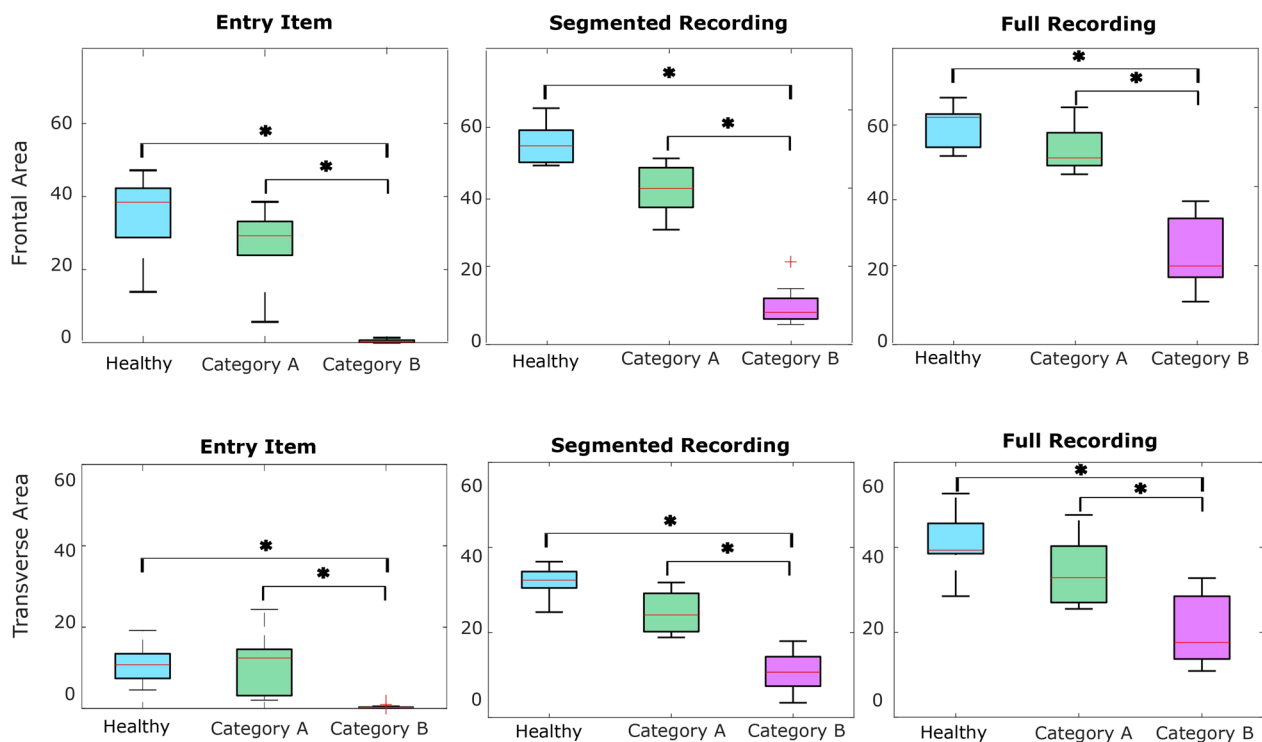 Entry Item
Segmented Recording
Full Recording
Frontal Area
60
40
20
0
*
*
Healthy
Category A
Category B
60
40
20
0
*
*
Healthy
Category A
Category B
60
40
20
0
*
*
Healthy
Category A
Category B
Entry Item
Segmented Recording
Full Recording
Transverse Area
60
40
20
0
*
*
Healthy
Category A
Category B
60
40
20
0
*
*
Healthy
Category A
Category B
60
40
20
0
*
*
Healthy
Category A
Category B